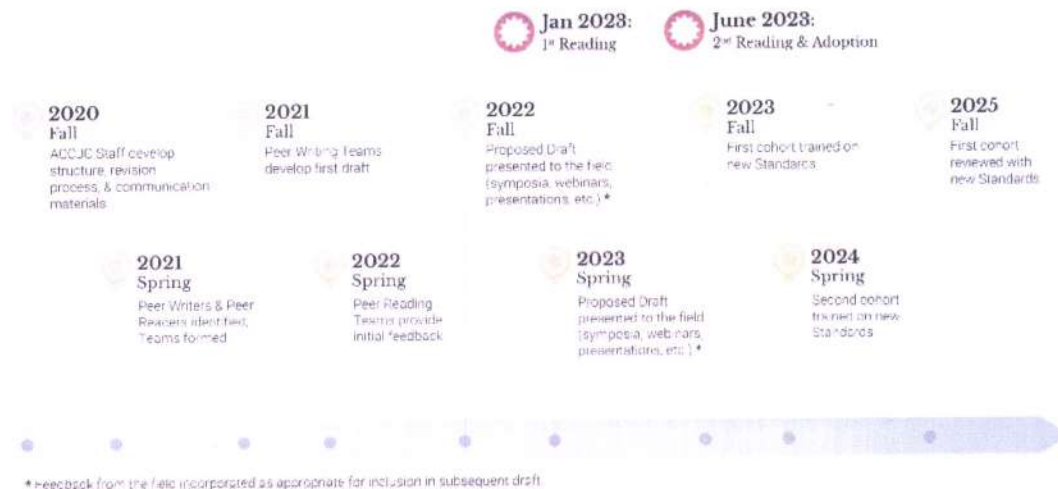 Jan 2023:
1st Reading
June 2023:
2nd Reading & Adoption
2020
Fall
ACCJC Staff develop
structure, revision
process, & communication
materials
2021
Fall
Peer Writing Teams
develop first draft
2022
Fall
Proposed Draft
presented to the field
(symposia, webinars,
presentations, etc.) *
2023
Fall
First cohort trained on
new Standards
2025
Fall
First cohort
reviewed with
new Standards
2021
Spring
Peer Writers & Peer
Readers identified,
Teams formed
2022
Spring
Peer Reading
Teams provide
initial feedback
2023
Spring
Proposed Draft
presented to the field
(symposia, webinars,
presentations, etc.) *
2024
Spring
Second cohort
trained on new
Standards
* Feedback from the field incorporated as appropriate for inclusion in subsequent draft.